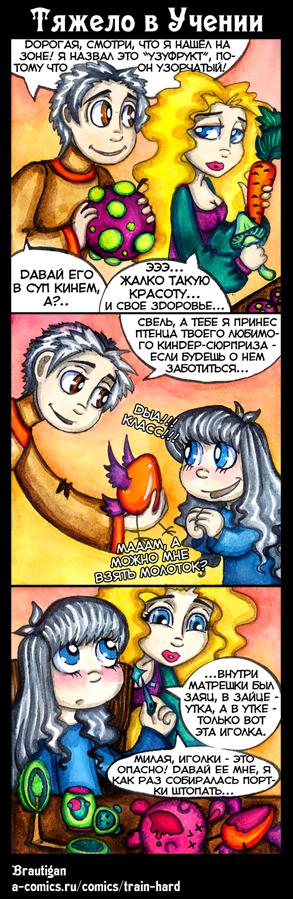 Тяжело в Учении
ДОРОГАЯ, СМОТРИ, ЧТО Я НАШЕЛ НА
ЗОНЕ! Я НАЗВАЛ ЭТО "УЗУФРУКТ", ПО-
ТОМУ ЧТО ОН УЗОРЧАТЫЙ!
ДАВАЙ ЕГО
В СУП КИНЕМ,
А?..
ЭЭЭ...
ЖАЛКО ТАКУЮ
КРАСОТУ...
И СВОЕ ЗДОРОВЬЕ...
СВЕЛЬ, А ТЕБЕ Я ПРИНЕС
ПТЕНЦА ТВОЕГО ЛЮБИМО-
ГО КИНДЕР-СЮРПРИЗА -
ЕСЛИ БУДЕШЬ О НЕМ
ЗАБОТИТЬСЯ...
ДЫА!!!
КЛАСС!!!
МАААМ, А
МОЖНО МНЕ
ВЗЯТЬ МОЛОТОК?
...ВНУТРИ
МАТРЕШКИ БЫЛ
ЗАЯЦ, В ЗАЙЦЕ -
УТКА, А В УТКЕ -
ТОЛЬКО ВОТ
ЭТА ИГОЛКА.
МИЛАЯ, ИГОЛКИ - ЭТО
ОПАСНО! ДАВАЙ ЕЕ МНЕ, Я
КАК РАЗ СОБИРАЛАСЬ ПОРТ-
КИ ШТОПАТЬ...
Brautigan
a-comics.ru/comics/train-hard